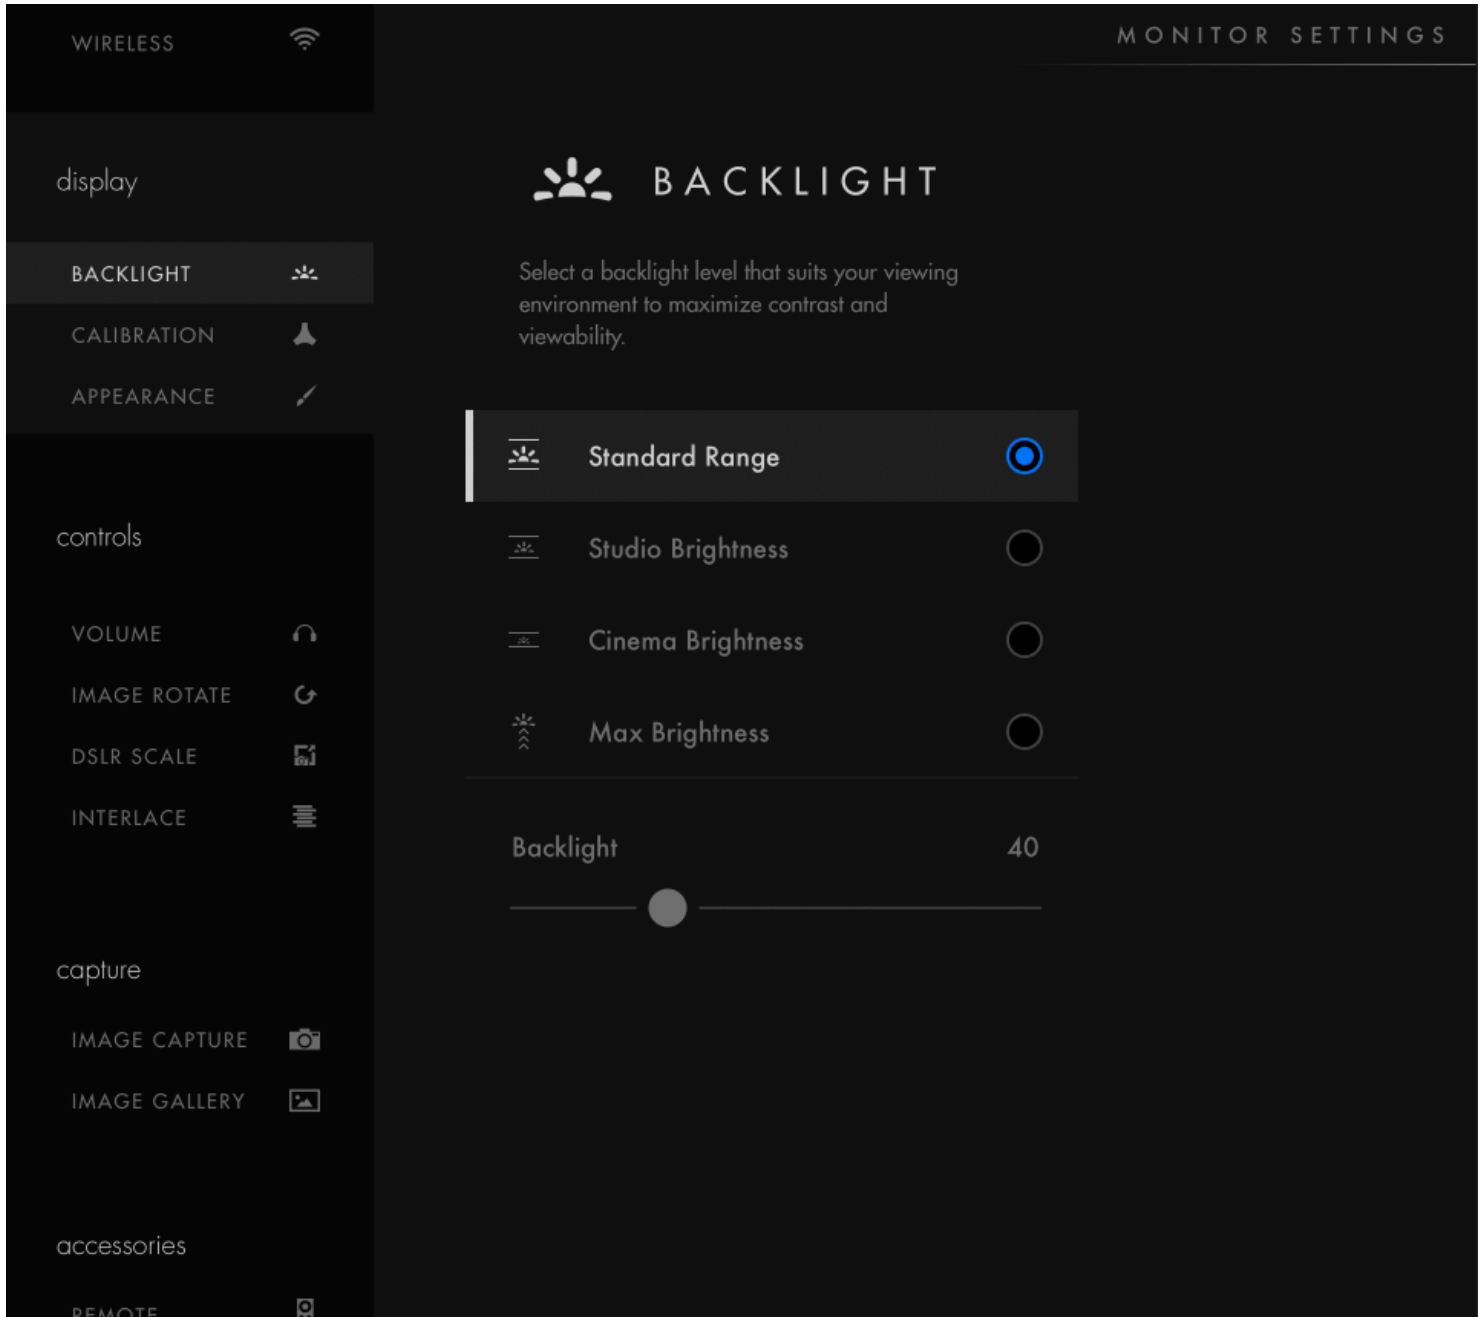 WIRELESS
MONITOR SETTINGS
display
BACKLIGHT
CALIBRATION
APPEARANCE
controls
VOLUME
IMAGE ROTATE
DSLR SCALE
INTERLACE
capture
IMAGE CAPTURE
IMAGE GALLERY
accessories
REMOTE
BACKLIGHT
Select a backlight level that suits your viewing
environment to maximize contrast and
viewability.
Standard Range
Studio Brightness
Cinema Brightness
Max Brightness
Backlight 40